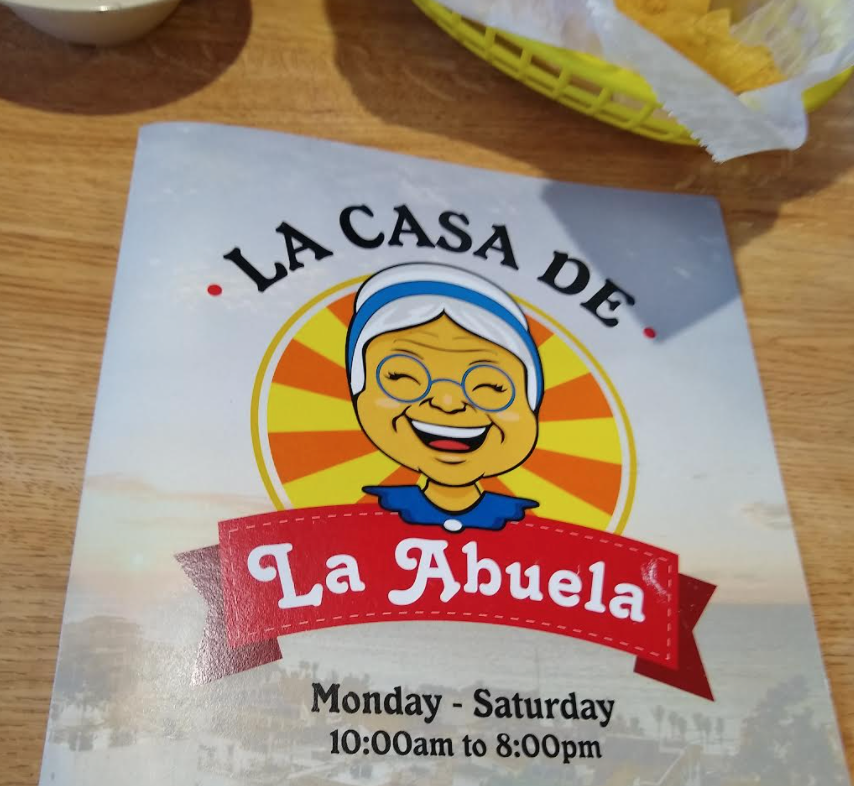 LA CASA DE
La Abuela
Monday - Saturday
10:00am to 8:00pm